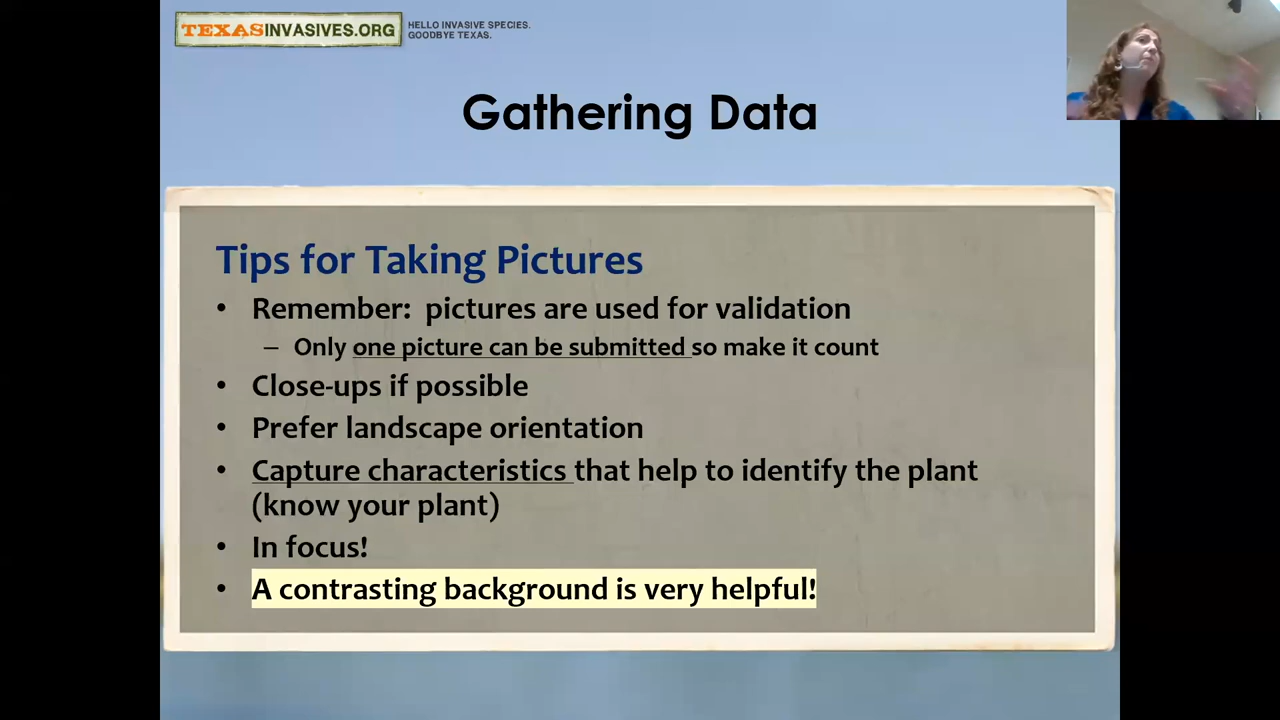 TEXASINVASIVES.ORG
HELLO INVASIVE SPECIES.
GOODBYE TEXAS.
Gathering Data
Tips for Taking Pictures
• Remember:  pictures are used for validation
– Only one picture can be submitted so make it count
• Close-ups if possible
• Prefer landscape orientation
• Capture characteristics that help to identify the plant
(know your plant)
• In focus!
• A contrasting background is very helpful!